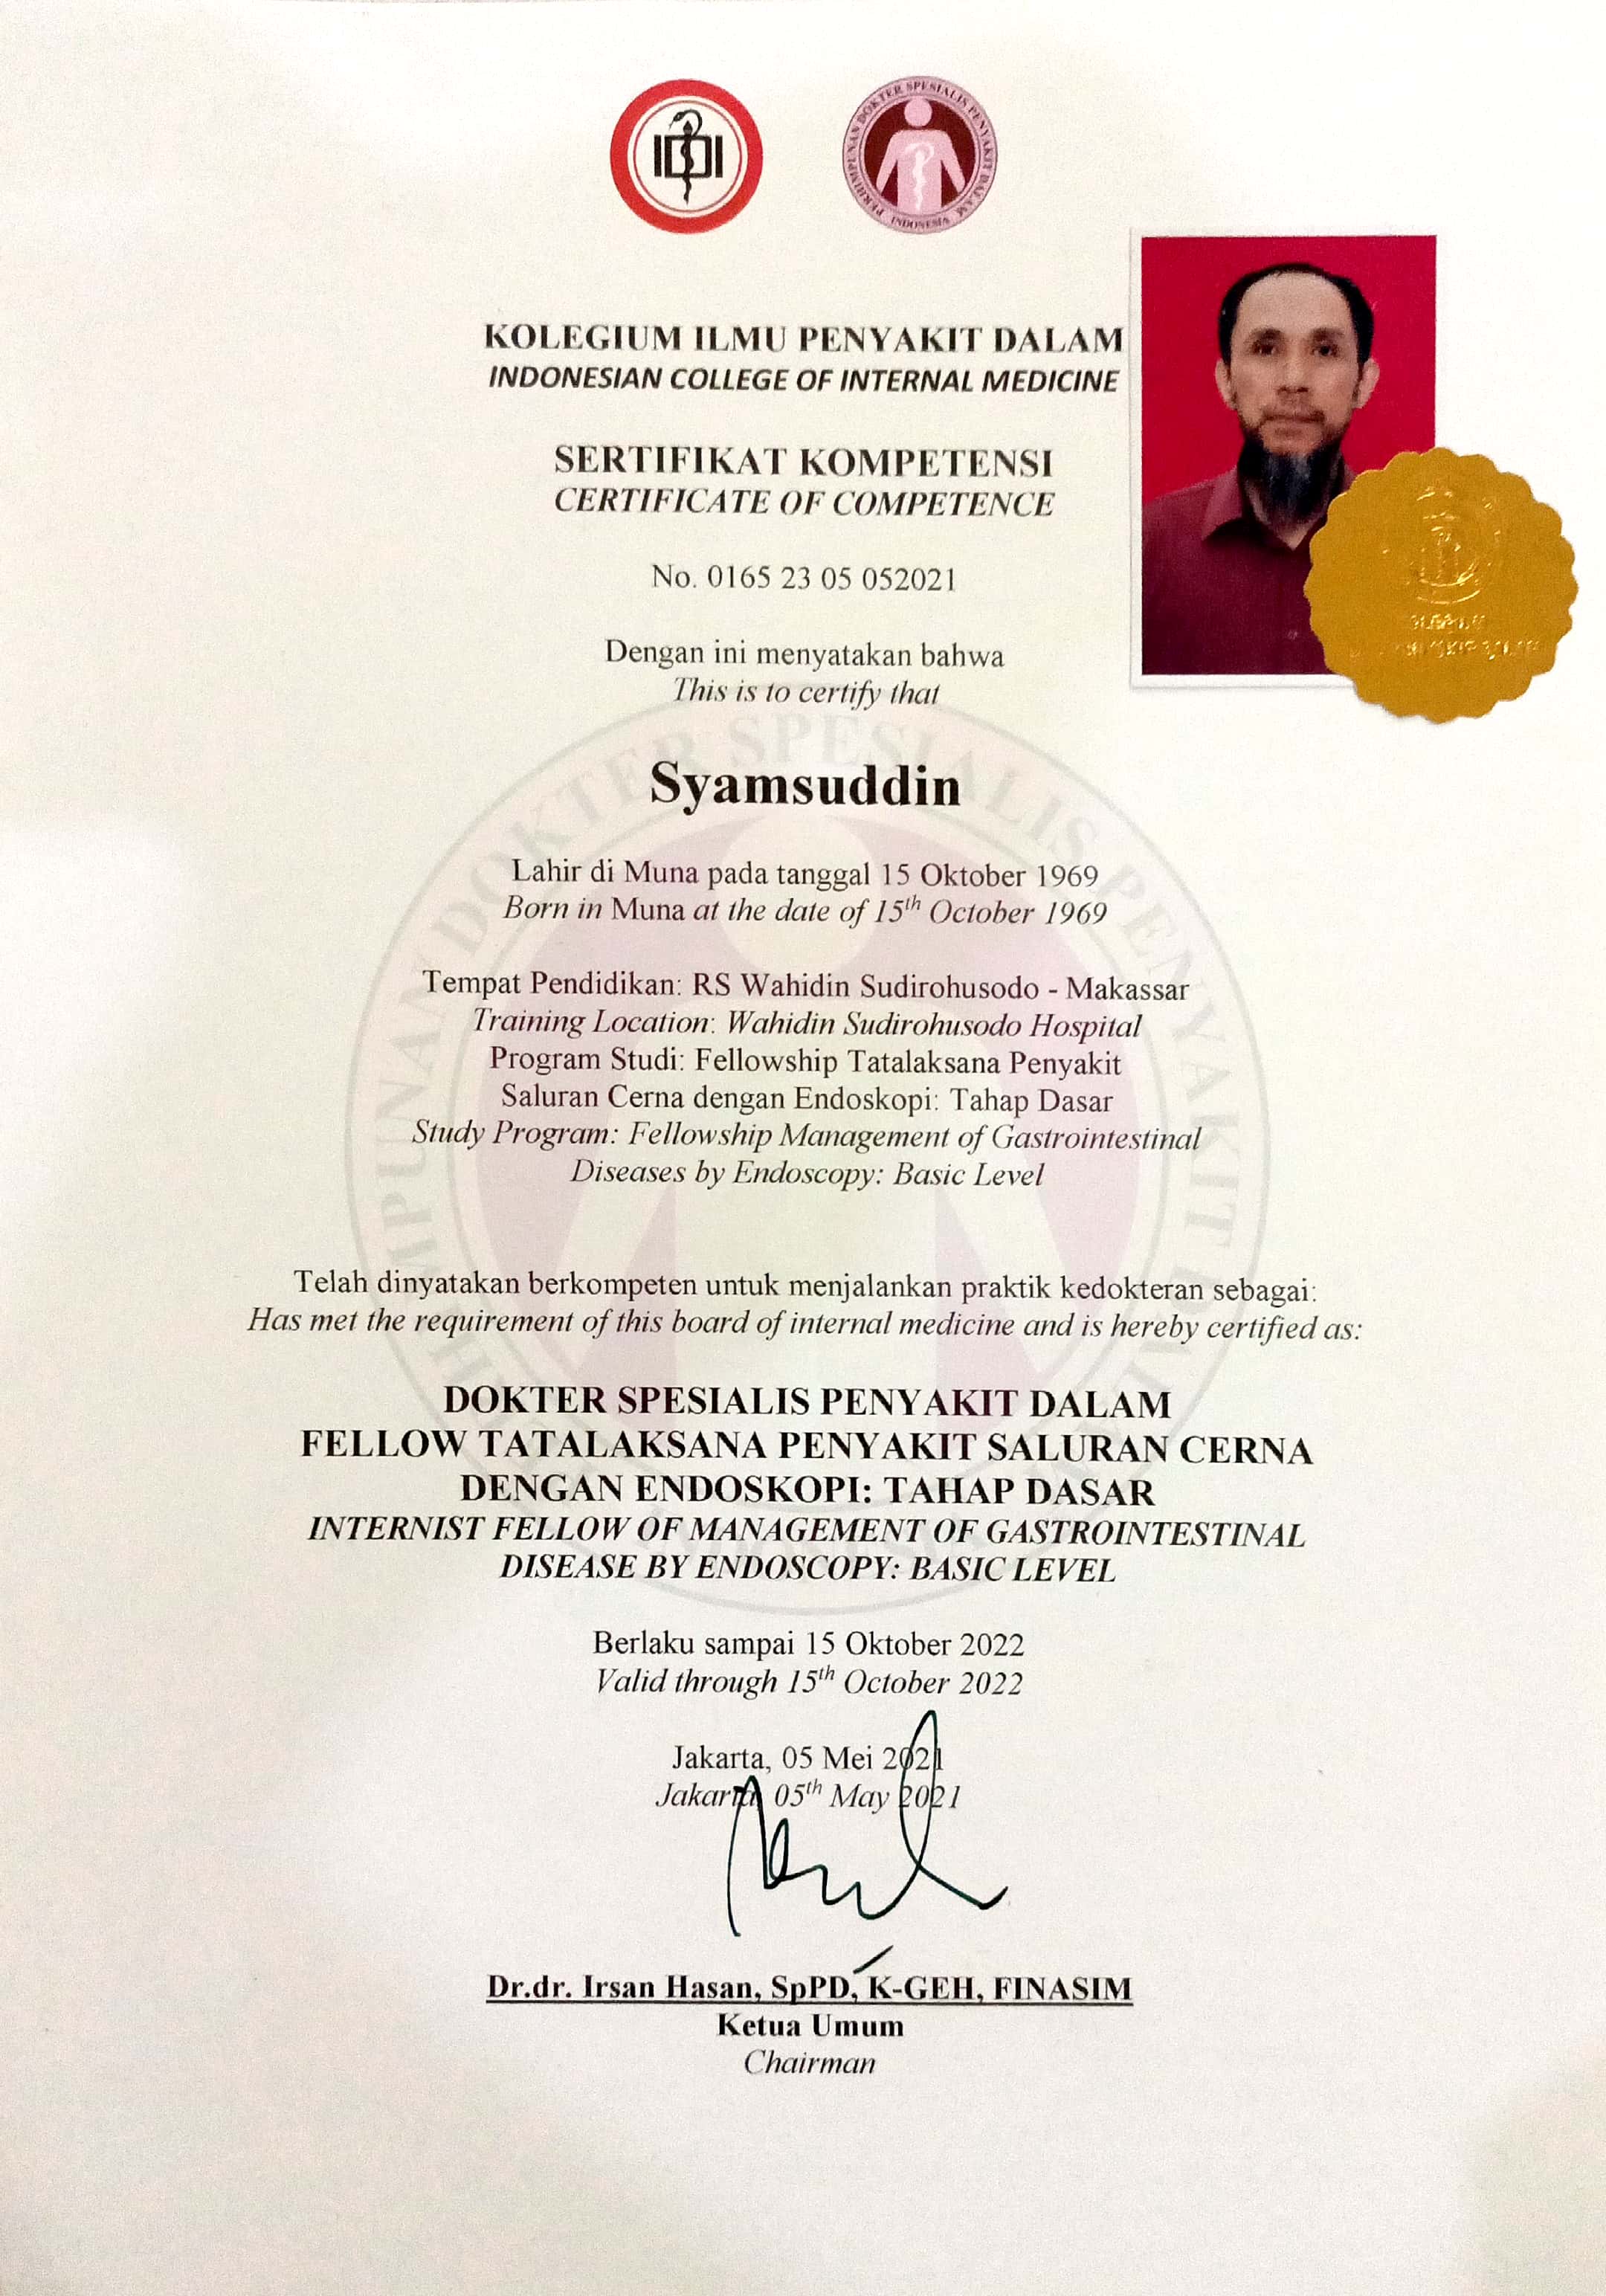 IDI
PERHIMPUNAN DOKTER SPESIALIS PENYAKIT DALAM
INDONESIA
KOLEGIUM ILMU PENYAKIT DALAM
INDONESIAN COLLEGE OF INTERNAL MEDICINE
SERTIFIKAT KOMPETENSI
CERTIFICATE OF COMPETENCE
No. 0165 23 05 052021
Dengan ini menyatakan bahwa
This is to certify that
Syamsuddin
Lahir di Muna pada tanggal 15 Oktober 1969
Born in Muna at the date of 15th October 1969
Tempat Pendidikan: RS Wahidin Sudirohusodo - Makassar
Training Location: Wahidin Sudirohusodo Hospital
Program Studi: Fellowship Tatalaksana Penyakit
Saluran Cerna dengan Endoskopi: Tahap Dasar
Study Program: Fellowship Management of Gastrointestinal
Diseases by Endoscopy: Basic Level
Telah dinyatakan berkompeten untuk menjalankan praktik kedokteran sebagai:
Has met the requirement of this board of internal medicine and is hereby certified as:
DOKTER SPESIALIS PENYAKIT DALAM
FELLOW TATALAKSANA PENYAKIT SALURAN CERNA
DENGAN ENDOSKOPI: TAHAP DASAR
INTERNIST FELLOW OF MANAGEMENT OF GASTROINTESTINAL
DISEASE BY ENDOSCOPY: BASIC LEVEL
Berlaku sampai 15 Oktober 2022
Valid through 15th October 2022
Jakarta, 05 Mei 2021
Jakarta, 05th May 2021
Dr.dr. Irsan Hasan, SpPD, K-GEH, FINASIM
Ketua Umum
Chairman